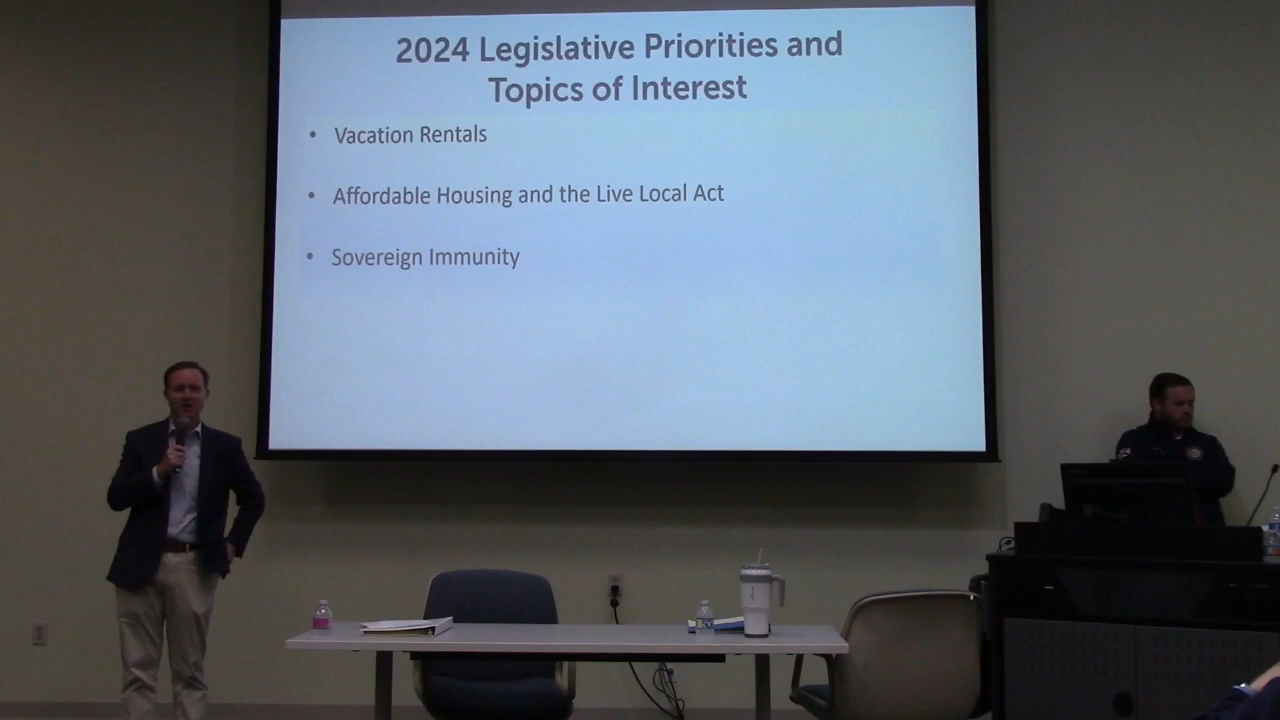 2024 Legislative Priorities and
Topics of Interest
• Vacation Rentals
• Affordable Housing and the Live Local Act
• Sovereign Immunity